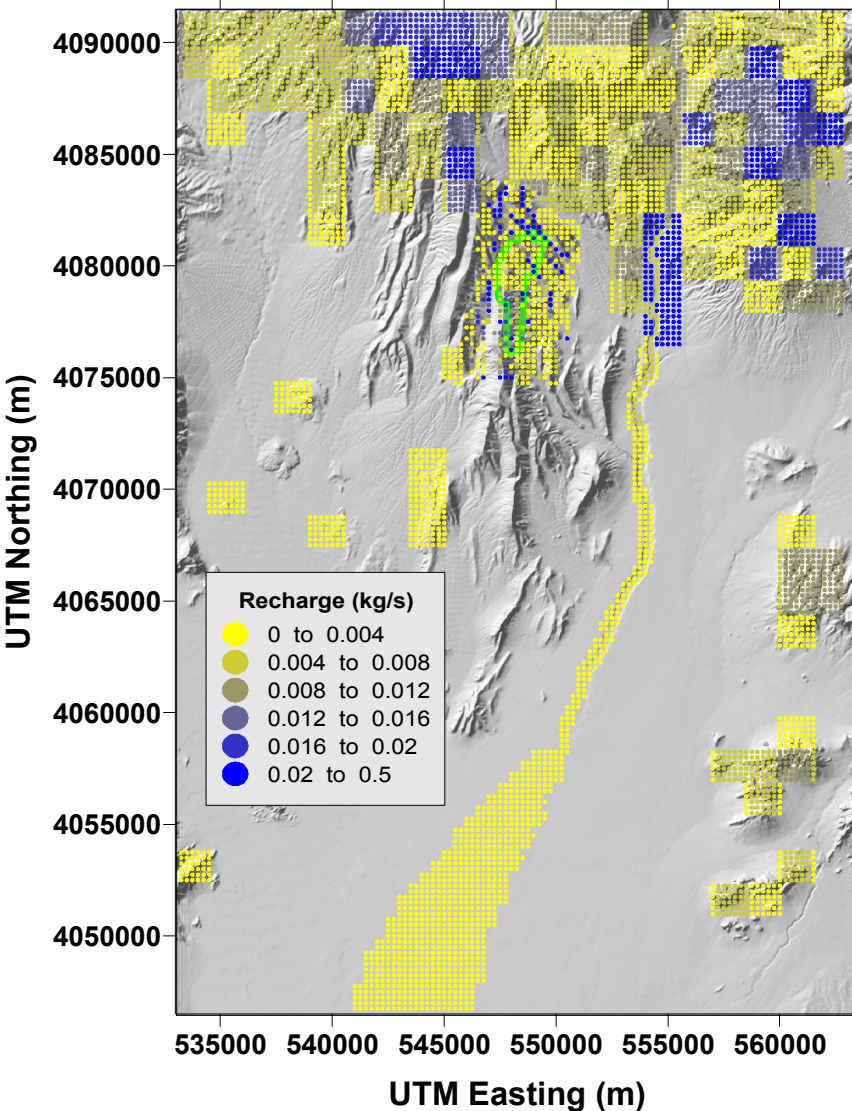 4090000
4085000
4080000
4075000
4070000
4065000
4060000
4055000
4050000
UTM Northing (m)
Recharge (kg/s)
0 to 0.004
0.004 to 0.008
0.008 to 0.012
0.012 to 0.016
0.016 to 0.02
0.02 to 0.5
535000 540000 545000 550000 555000 560000
UTM Easting (m)